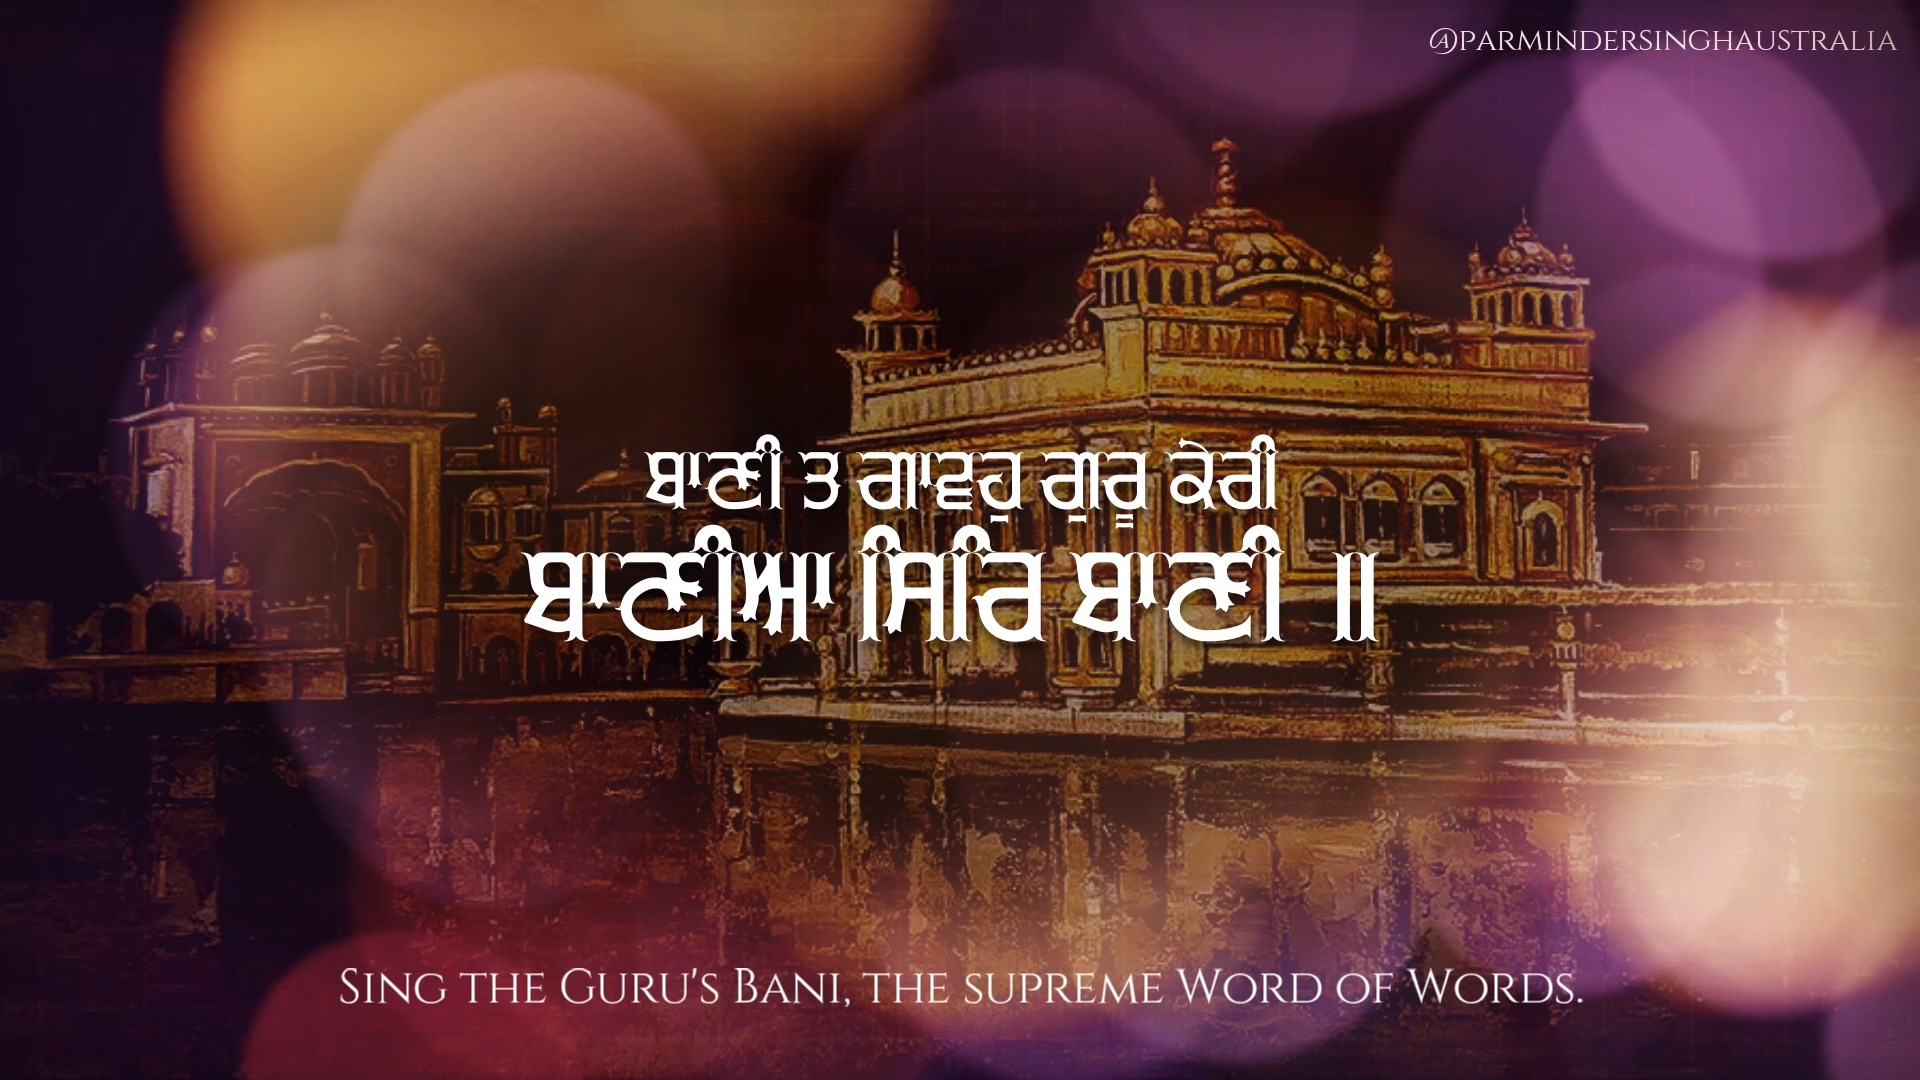 @PARMINDERSINGHAUSTRALIA
ਬਾਣੀ ਤ ਗਾਵਹੁ ਗੁਰੂ ਕੇਰੀ
ਬਾਣੀਆ ਸਿਰਿ ਬਾਣੀ ॥
Sing the Guru's Bani, the supreme Word of Words.